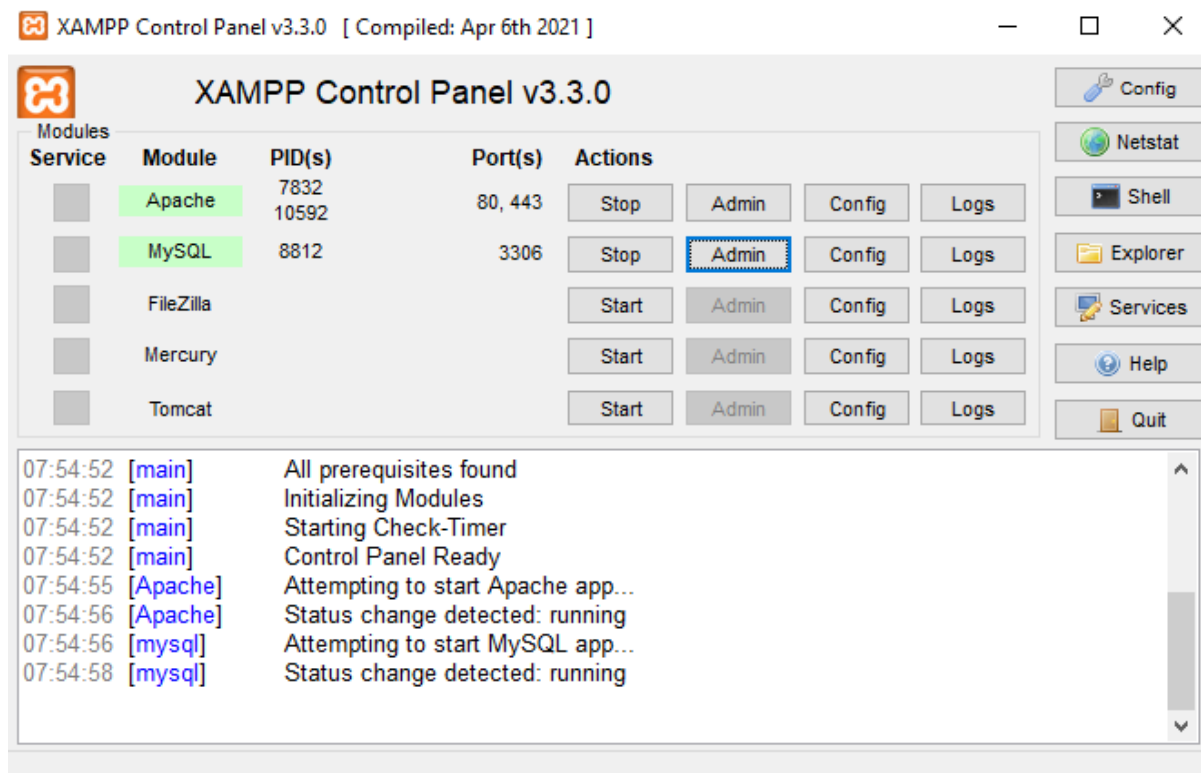 XAMPP Control Panel v3.3.0 [ Compiled: Apr 6th 2021 ]
XAMPP Control Panel v3.3.0
Config
Modules
Netstat
Service Module PID(s) Port(s) Actions
Apache 7832 10592 80, 443 Stop Admin Config Logs
Shell
MySQL 8812 3306 Stop Admin Config Logs
Explorer
FileZilla Start Admin Config Logs
Services
Mercury Start Admin Config Logs
Help
Tomcat Start Admin Config Logs
Quit
07:54:52 [main] All prerequisites found
07:54:52 [main] Initializing Modules
07:54:52 [main] Starting Check-Timer
07:54:52 [main] Control Panel Ready
07:54:55 [Apache] Attempting to start Apache app...
07:54:56 [Apache] Status change detected: running
07:54:56 [mysql] Attempting to start MySQL app...
07:54:58 [mysql] Status change detected: running